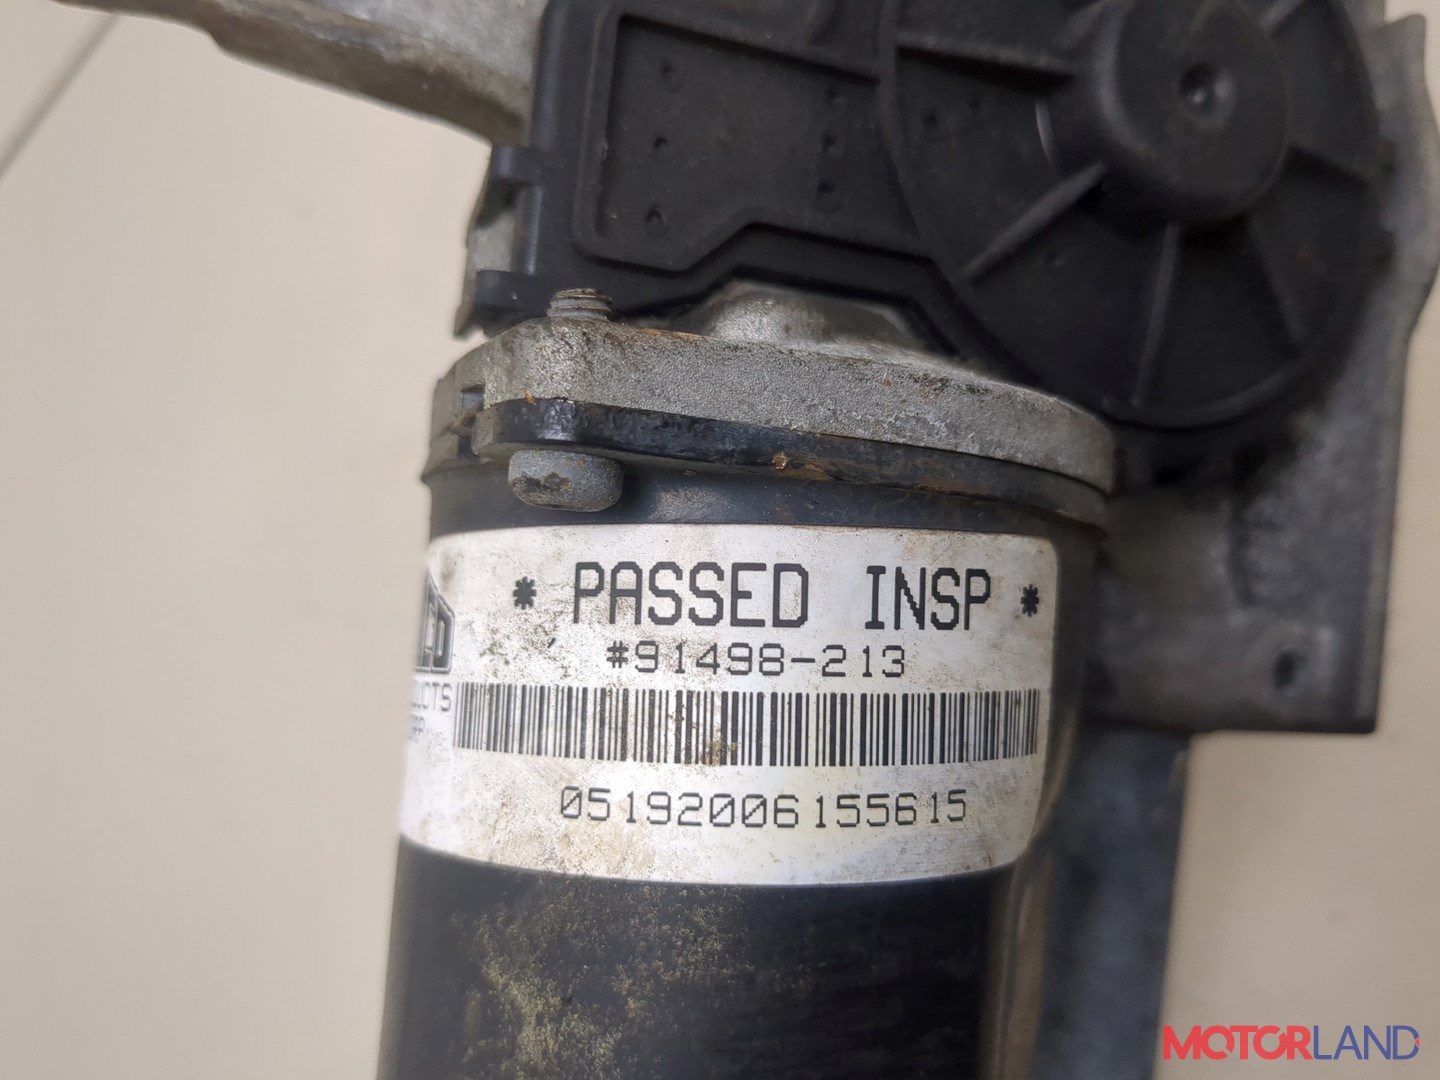 * PASSED INSP *
#91498-213
05192006155615
MOTORLAND